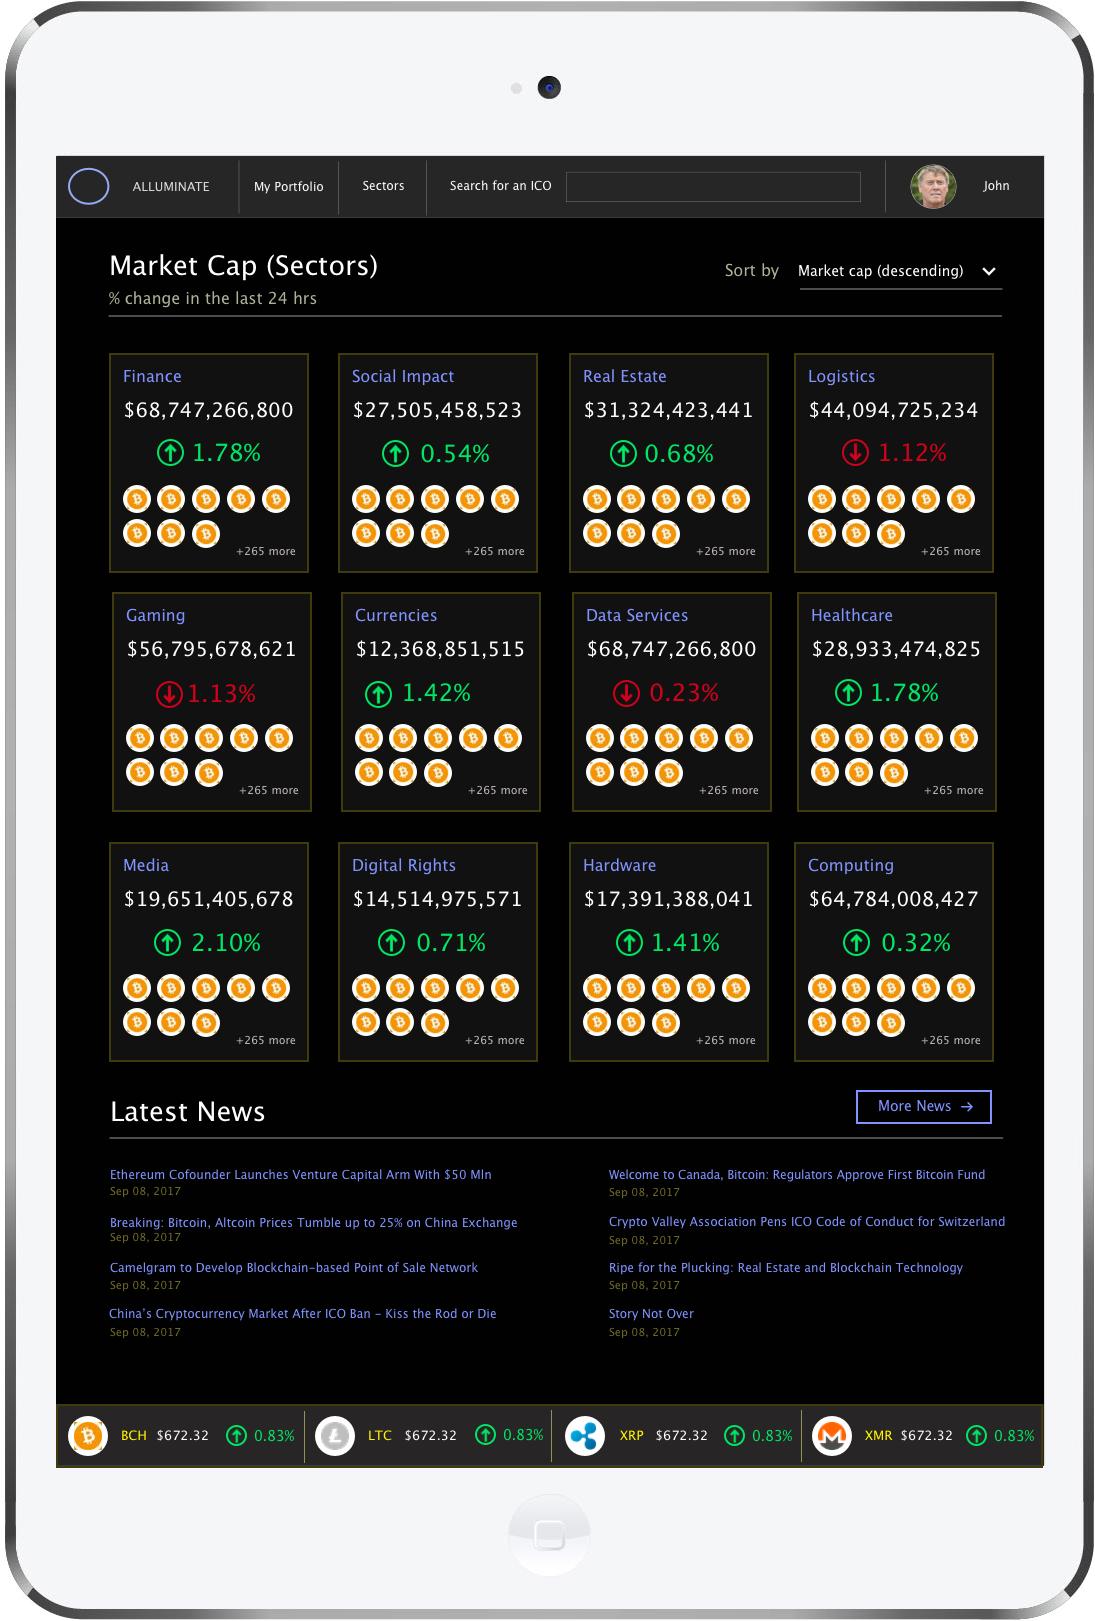 ALLUMINATE My Portfolio Sectors Search for an ICO John
Market Cap (Sectors)
Sort by Market cap (descending)
% change in the last 24 hrs
Finance Social Impact Real Estate Logistics
$68,747,266,800 $27,505,458,523 $31,324,423,441 $44,094,725,234
1.78% 0.54% 0.68% 1.12%
+265 more +265 more +265 more +265 more
Gaming Currencies Data Services Healthcare
$56,795,678,621 $12,368,851,515 $68,747,266,800 $28,933,474,825
1.13% 1.42% 0.23% 1.78%
+265 more +265 more +265 more +265 more
Media Digital Rights Hardware Computing
$19,651,405,678 $14,514,975,571 $17,391,388,041 $64,784,008,427
2.10% 0.71% 1.41% 0.32%
+265 more +265 more +265 more +265 more
Latest News
More News →
Ethereum Cofounder Launches Venture Capital Arm With $50 Mln
Sep 08, 2017
Breaking: Bitcoin, Altcoin Prices Tumble up to 25% on China Exchange
Sep 08, 2017
Camelgram to Develop Blockchain-based Point of Sale Network
Sep 08, 2017
China's Cryptocurrency Market After ICO Ban - Kiss the Rod or Die
Sep 08, 2017
Welcome to Canada, Bitcoin: Regulators Approve First Bitcoin Fund
Sep 08, 2017
Crypto Valley Association Pens ICO Code of Conduct for Switzerland
Sep 08, 2017
Ripe for the Plucking: Real Estate and Blockchain Technology
Sep 08, 2017
Story Not Over
Sep 08, 2017
BCH $672.32 0.83% LTC $672.32 0.83% XRP $672.32 0.83% XMR $672.32 0.83%